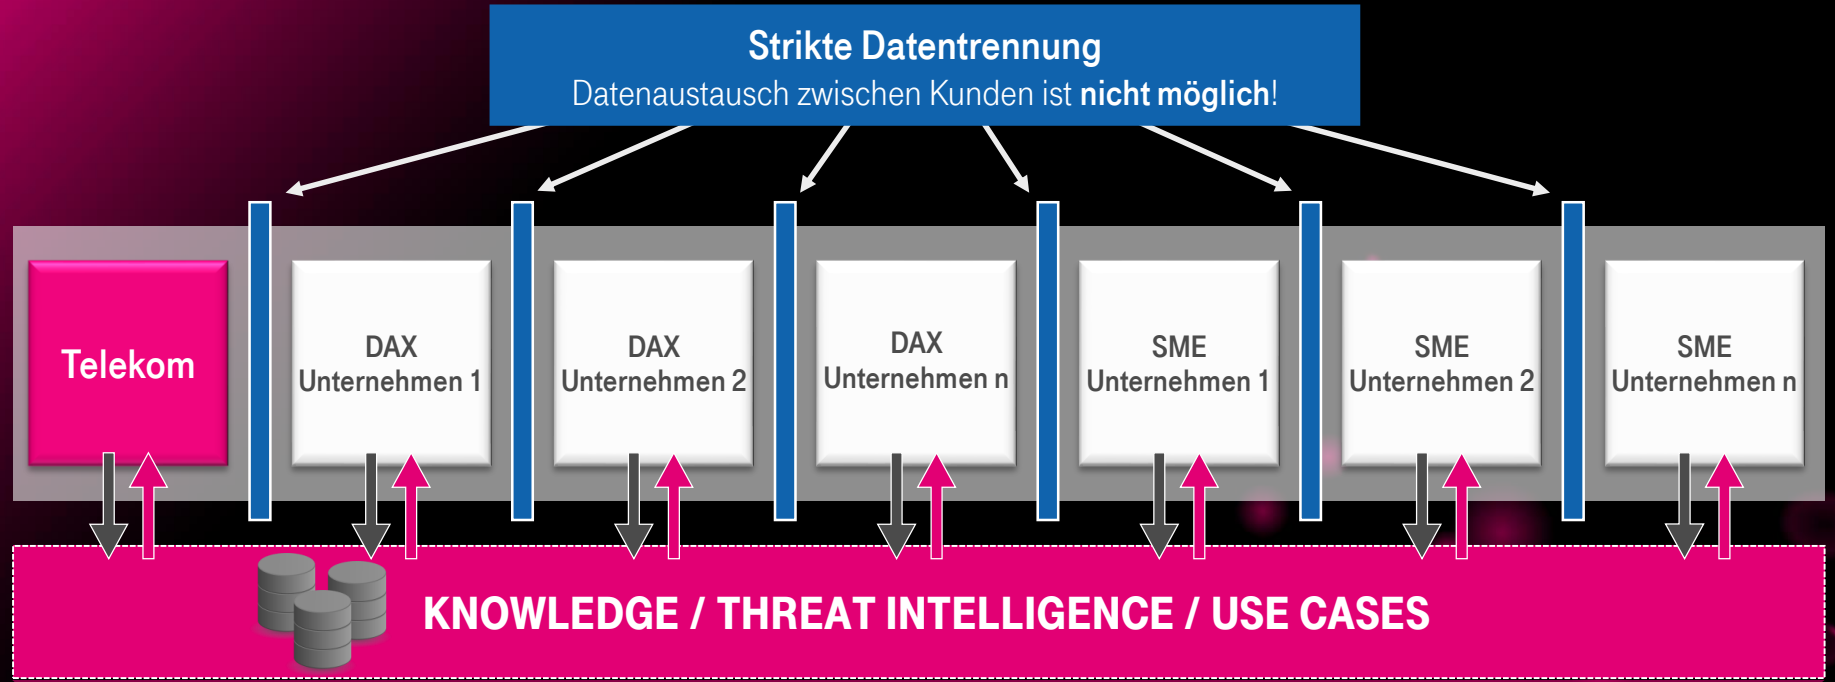 Strikte Datentrennung
Datenaustausch zwischen Kunden ist nicht möglich!
Telekom
DAX
Unternehmen 1
DAX
Unternehmen 2
DAX
Unternehmen n
SME
Unternehmen 1
SME
Unternehmen 2
SME
Unternehmen n
KNOWLEDGE / THREAT INTELLIGENCE / USE CASES